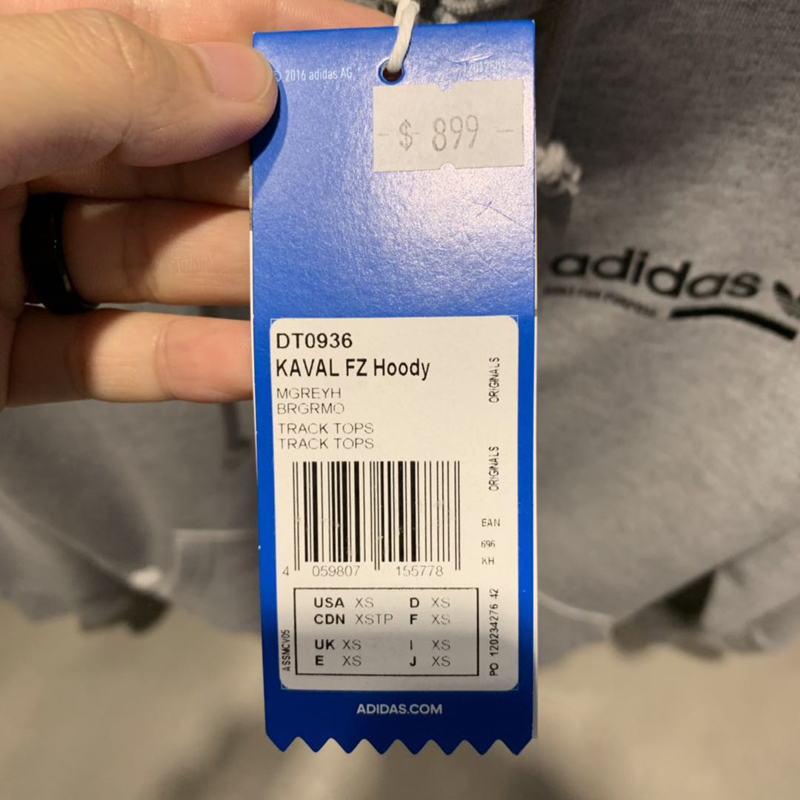 © 2016 adidas AG
- $ 899 -
adidas
DT0936
KAVAL FZ Hoody
MGREYH
BRGRMO
TRACK TOPS
TRACK TOPS
ORIGINALS
ORIGINALS
EAN
696
KH
4 059807 155778
USA XS D XS
CDN XSTP F XS
UK XS I XS
E XS J XS
ASSMCV05
PO 120234276 42
ADIDAS.COM